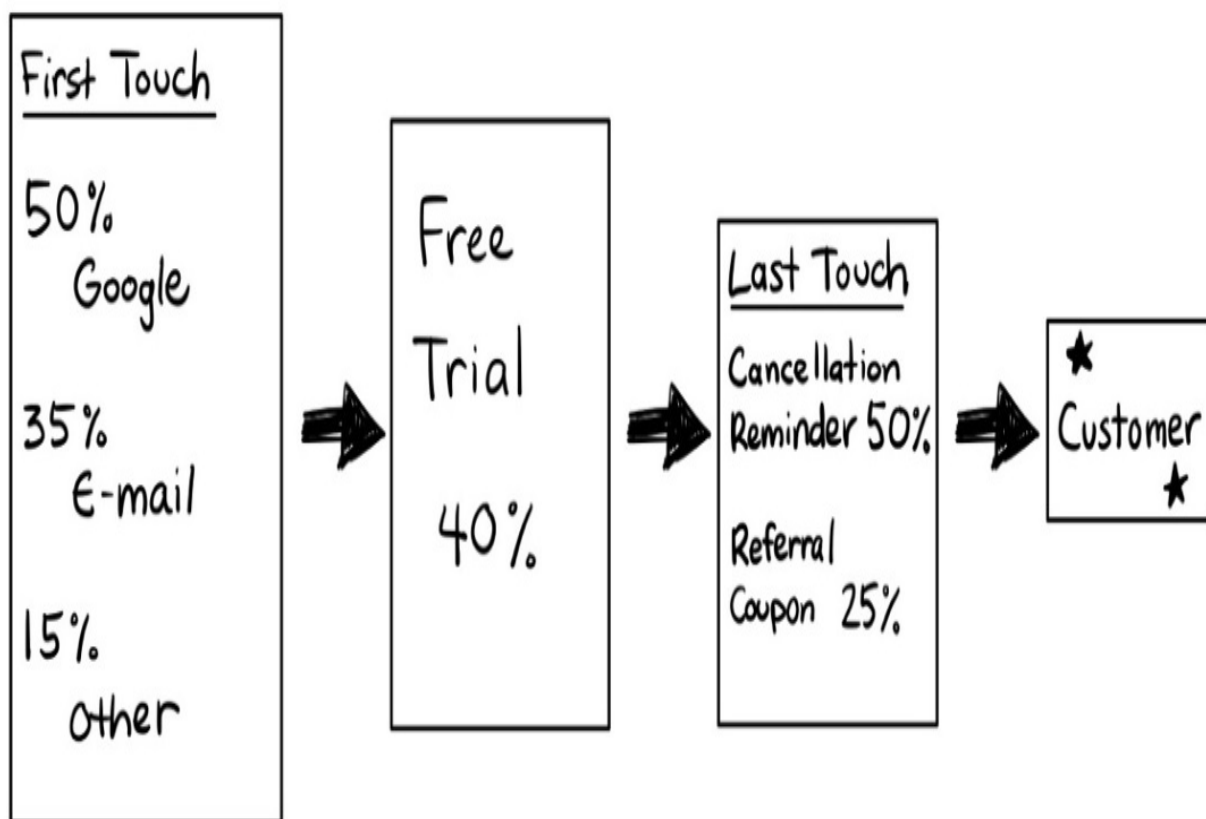 First Touch
50%
Google
35%
E-mail
15%
other
Free
Trial
40%
Last Touch
Cancellation
Reminder 50%
Referral
Coupon 25%
Customer